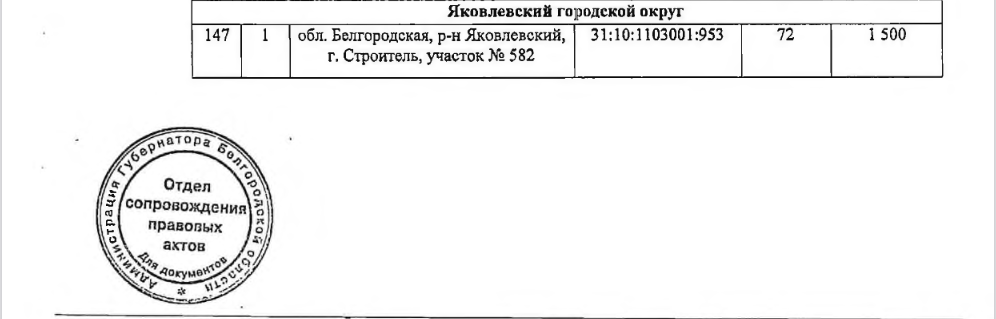 Яковлевский городской округ
147 1 обл. Белгородская, р-н Яковлевский, 31:10:1103001:953 72 1 500
г. Строитель, участок № 582
Администрация Губернатора Белгородской области
Отдел
сопровождения
правовых
актов
Для документов